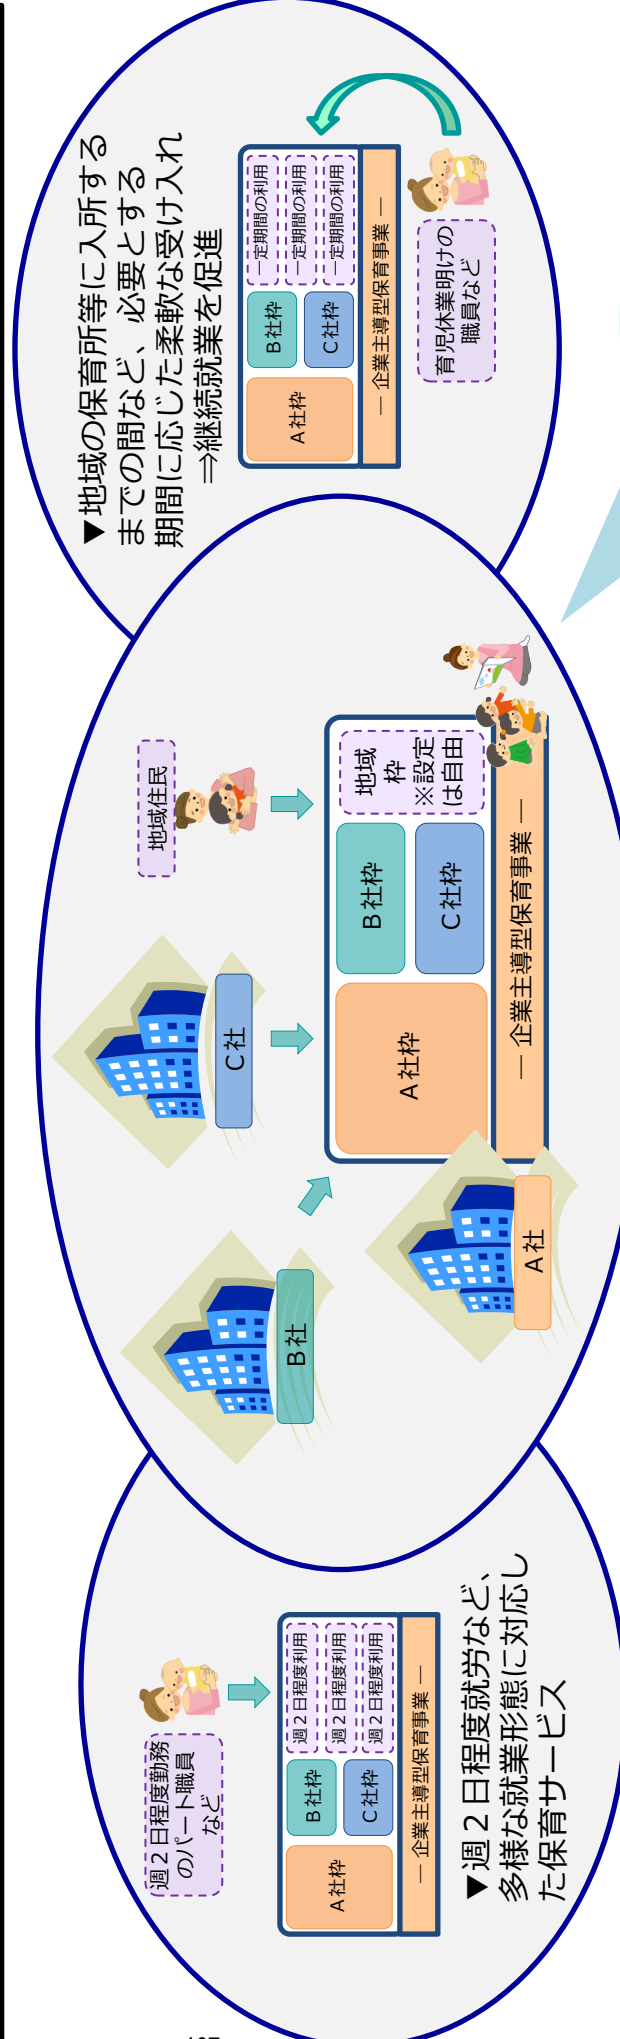 週２日程度勤務
のパート職員
など
A社枠
B社枠
C社枠
週２日程度利用
週２日程度利用
週２日程度利用
― 企業主導型保育事業 ―
▼週２日程度就労など、
多様な就業形態に対応し
た保育サービス
B社
C社
A社
地域住民
A社枠
B社枠
C社枠
地域
枠
※設定
は自由
― 企業主導型保育事業 ―
▼地域の保育所等に入所する
までの間など、必要とする
期間に応じた柔軟な受け入れ
⇒継続就業を促進
A社枠
B社枠
C社枠
一定期間の利用
一定期間の利用
一定期間の利用
― 企業主導型保育事業 ―
育児休業明けの
職員など